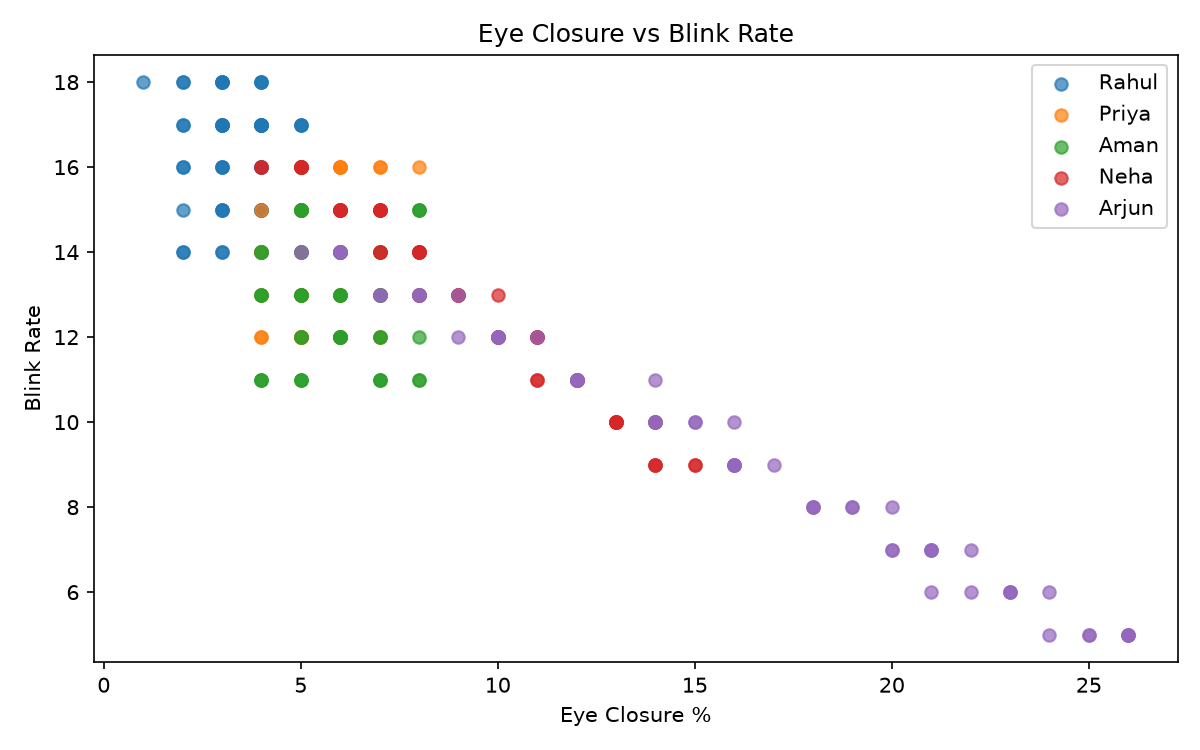 Eye Closure vs Blink Rate
Rahul
Priya
Aman
Neha
Arjun
Blink Rate
18
16
14
12
10
8
6
0 5 10 15 20 25
Eye Closure %